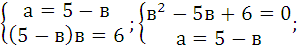 {а = 5 − в
(5 − в)в = 6 ; {в² − 5в + 6 = 0,
а = 5 − в ;